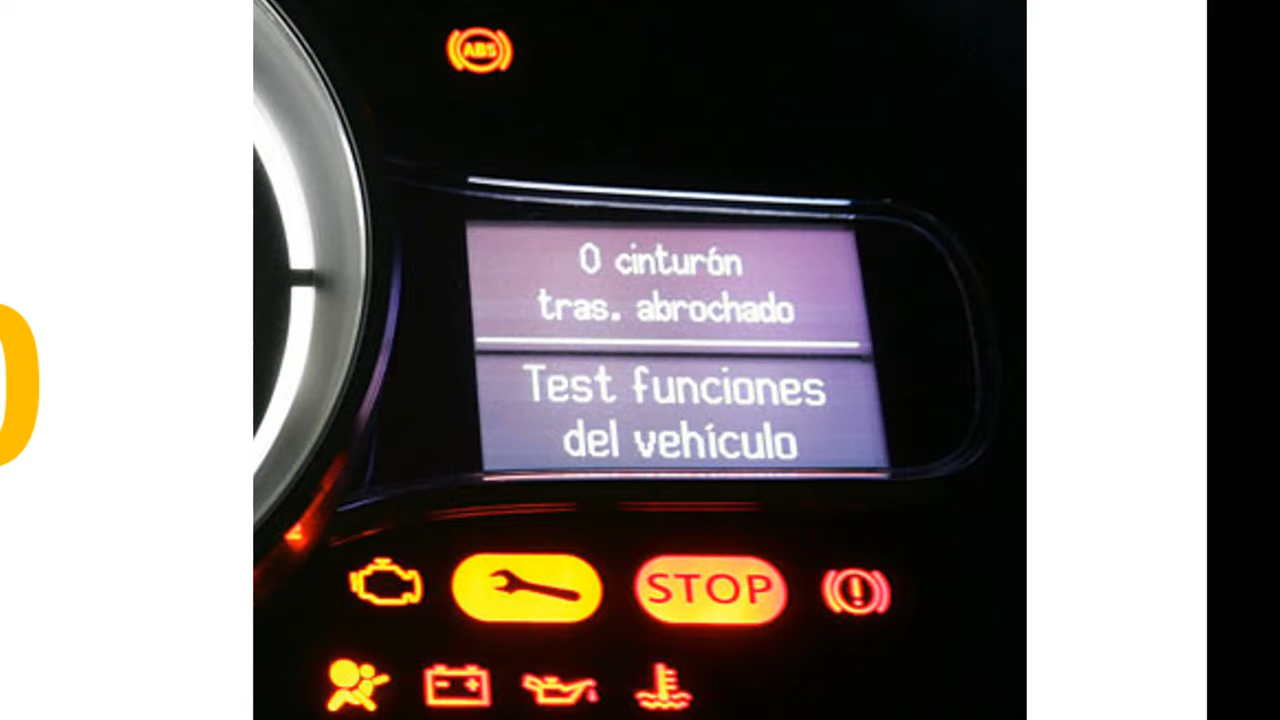 ABS
0 cinturón
tras. abrochado
Test funciones
del vehículo
STOP